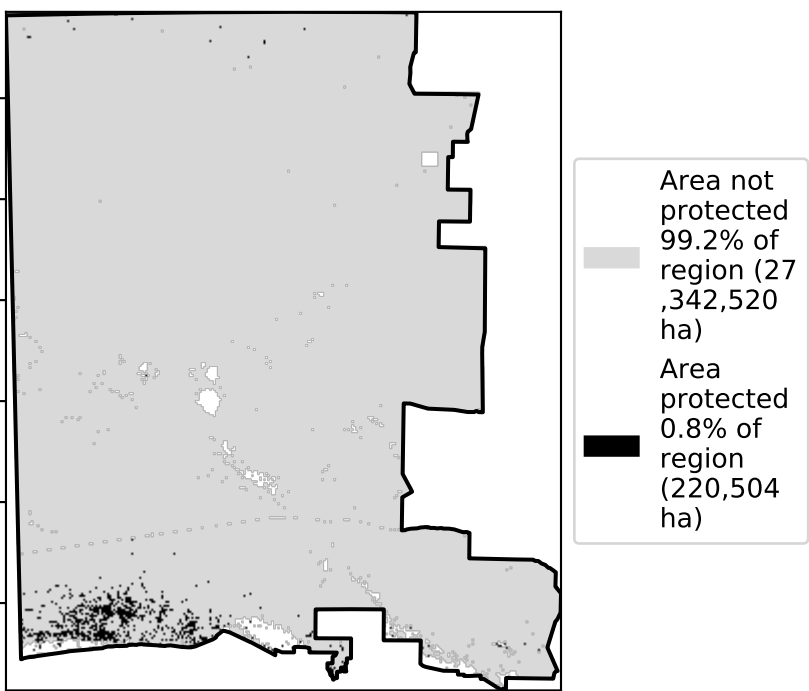 Area not
protected
99.2% of
region (27
,342,520
ha)
Area
protected
0.8% of
region
(220,504
ha)